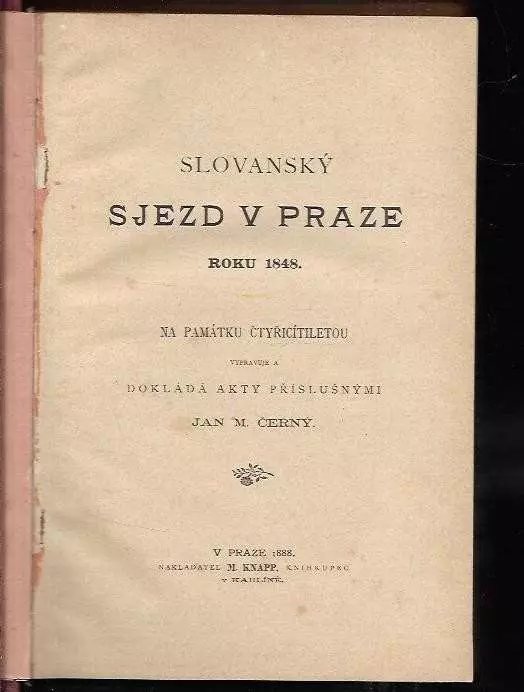 SLOVANSKÝ
SJEZD V PRAZE
ROKU 1848.
NA PAMÁTKU ČTYŘICÍTILETOU
VYPRAVUJE A
DOKLÁDÁ AKTY PŘÍSLUŠNÝMI
JAN M. ČERNÝ.
V PRAZE 1888.
NAKLADATEL M. KNAPP, KNIHKUPEC
V KARLÍNĚ.